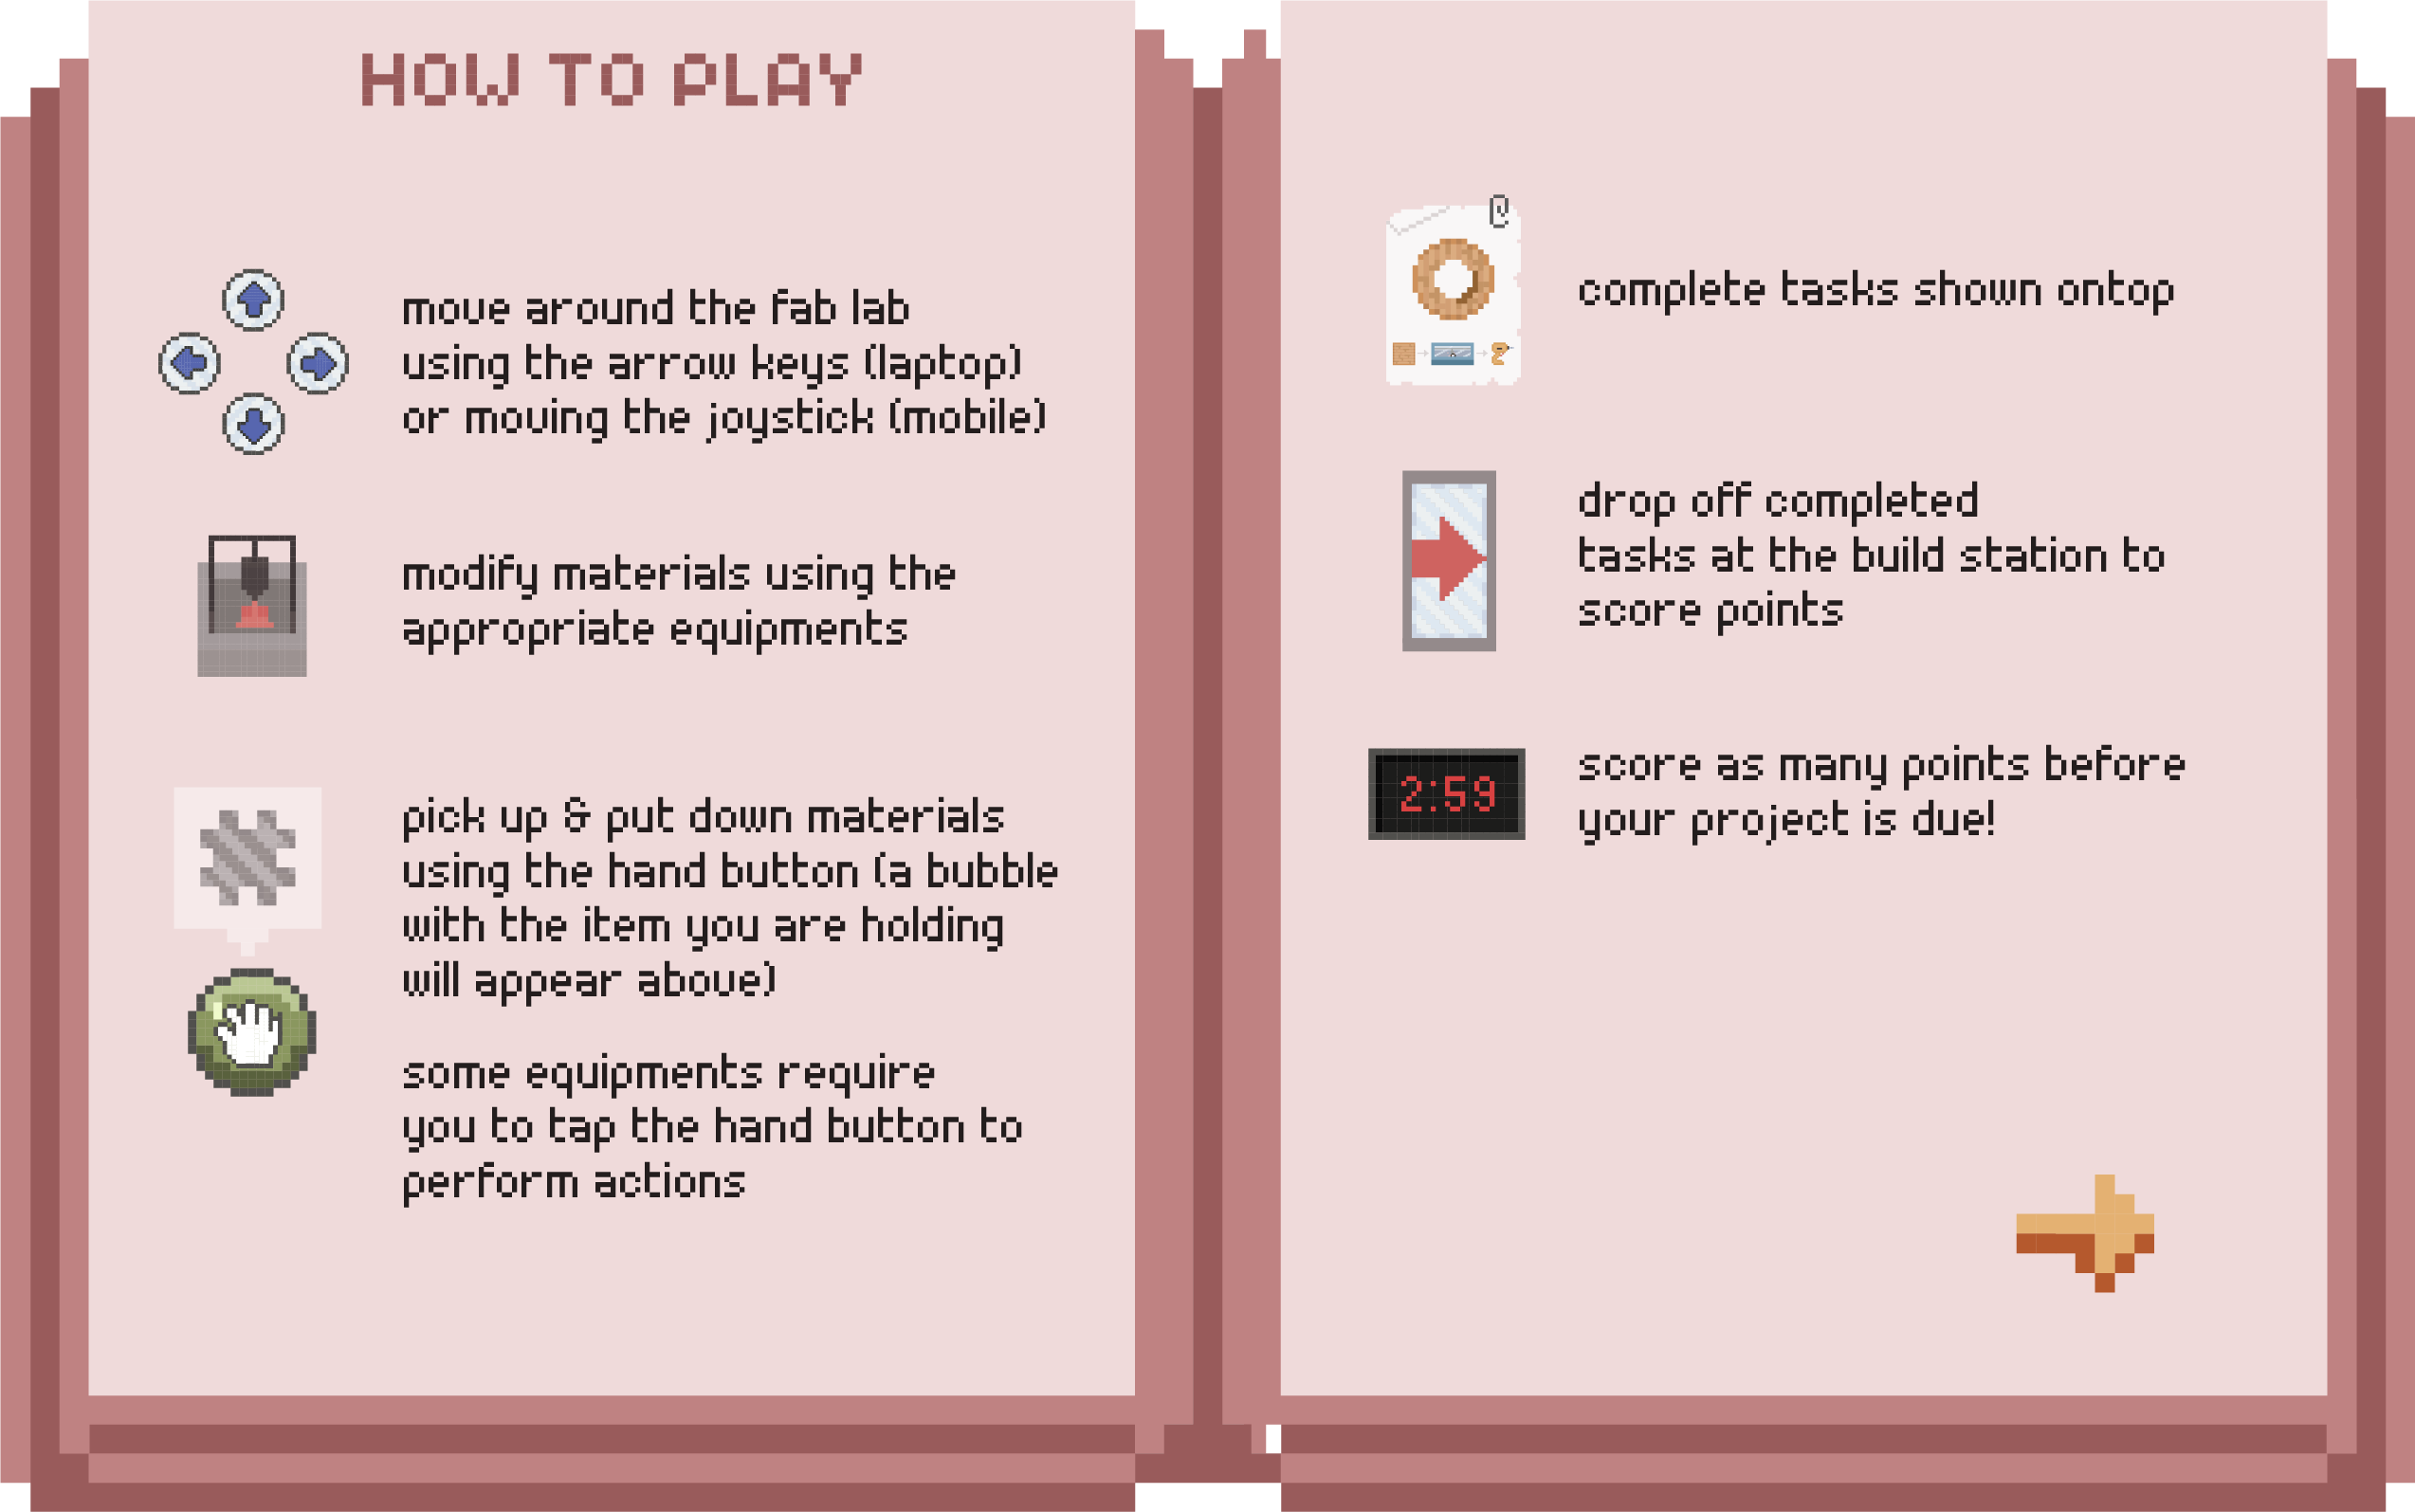 HOW TO PLAY
move around the fab lab
using the arrow keys (laptop)
or moving the joystick (mobile)
modify materials using the
appropriate equipments
pick up & put down materials
using the hand button (a bubble
with the item you are holding
will appear above)
some equipments require
you to tap the hand button to
perform actions
complete tasks shown ontop
drop off completed
tasks at the build station to
score points
2:59
score as many points before
your project is due!